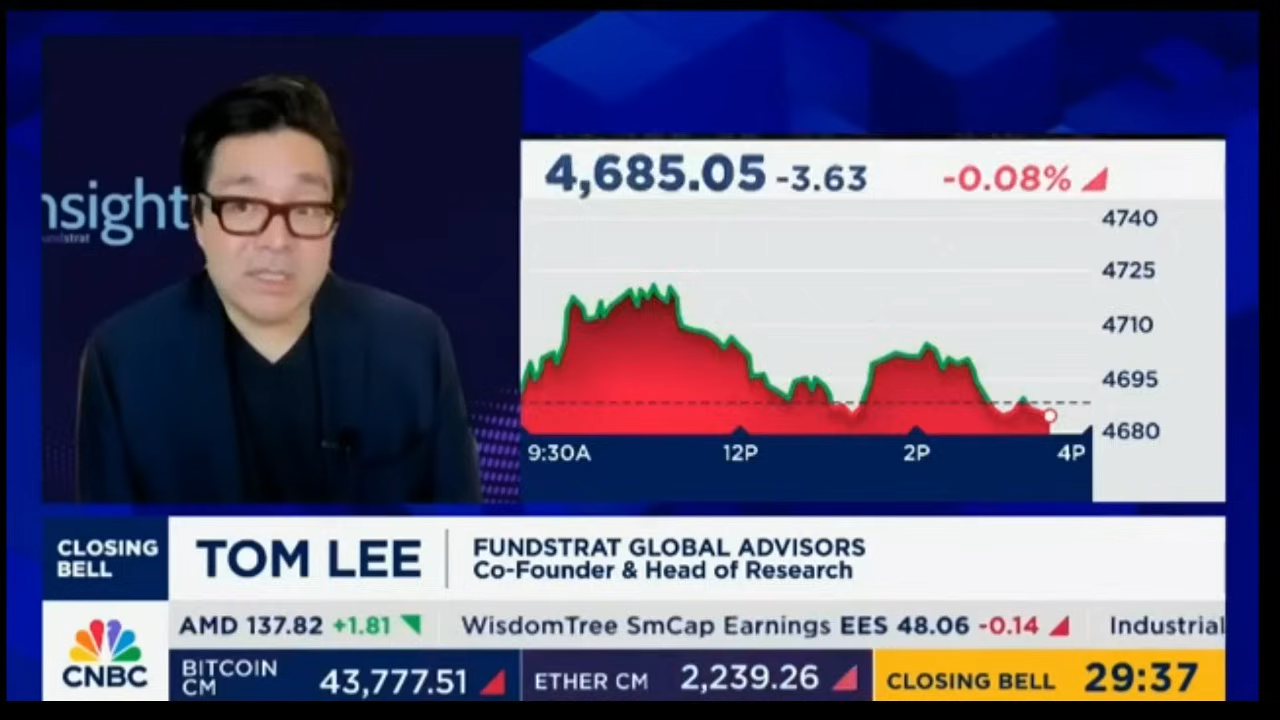 nsight
undstrat
4,685.05 -3.63 -0.08%
4740
4725
4710
4695
4680
9:30A 12P 2P 4P
CLOSING
BELL
TOM LEE
FUNDSTRAT GLOBAL ADVISORS
Co-Founder & Head of Research
CNBC
AMD 137.82 +1.81 WisdomTree SmCap Earnings EES 48.06 -0.14 Industrial
BITCOIN
CM
43,777.51
ETHER CM 2,239.26
CLOSING BELL 29:37